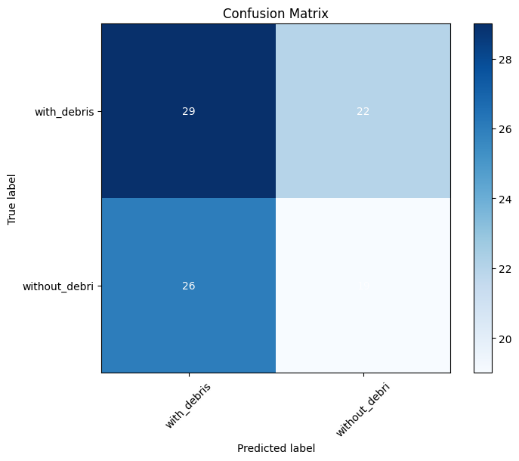 Confusion Matrix
with_debris
29
22
without_debri
26
with_debris
without_debri
Predicted label
True label
28
26
24
22
20